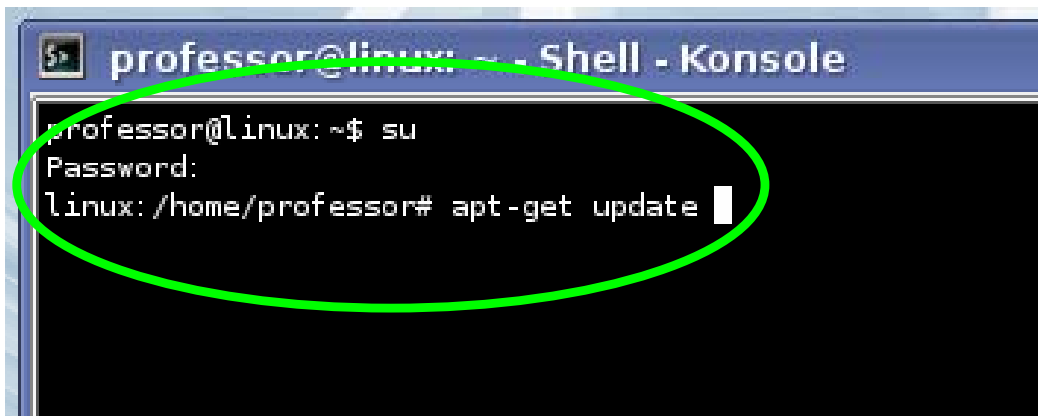 professor@linux: ~ - Shell - Konsole
professor@linux:~$ su
Password:
linux:/home/professor# apt-get update